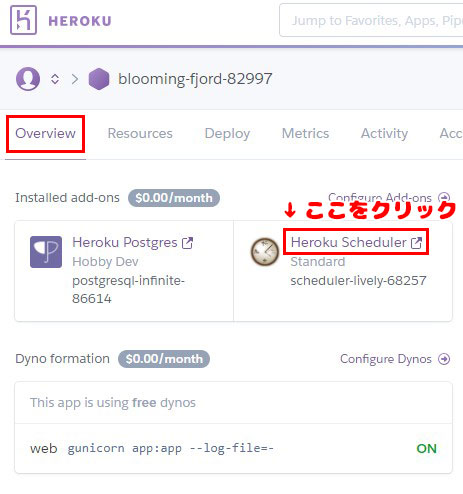 HEROKU
Jump to Favorites, Apps, Pip
blooming-fjord-82997
Overview Resources Deploy Metrics Activity Acc
Installed add-ons $0.00/month Configure Add-ons
↓ここをクリック
Heroku Postgres Heroku Scheduler
Hobby Dev Standard
postgresql-infinite- scheduler-lively-68257
86614
Dyno formation $0.00/month Configure Dynos
This app is using free dynos
web gunicorn app:app --log-file=- ON